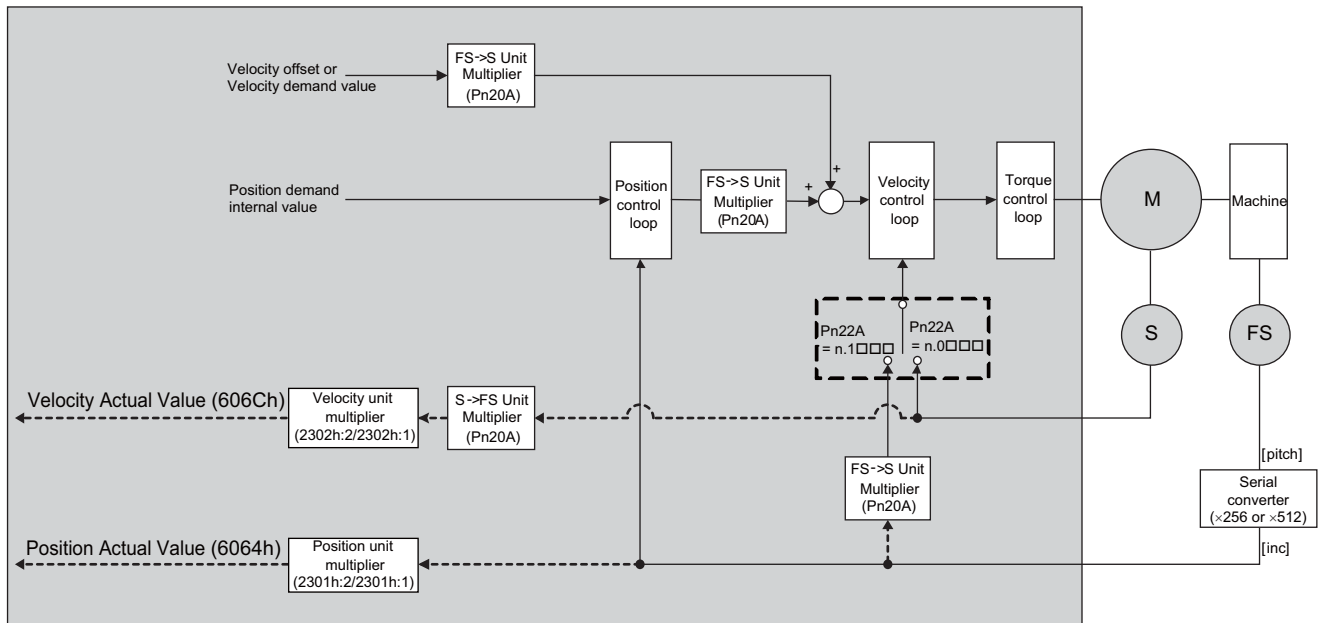 Velocity offset or
Velocity demand value
FS->S Unit
Multiplier
(Pn20A)
Position demand
internal value
Position
control
loop
FS->S Unit
Multiplier
(Pn20A)
+
+
Velocity
control
loop
Torque
control
loop
M
Machine
Pn22A
= n.1□□□
Pn22A
= n.0□□□
S
FS
Velocity Actual Value (606Ch)
Velocity unit
multiplier
(2302h:2/2302h:1)
S->FS Unit
Multiplier
(Pn20A)
FS->S Unit
Multiplier
(Pn20A)
[pitch]
Serial
converter
(×256 or ×512)
[inc]
Position Actual Value (6064h)
Position unit
multiplier
(2301h:2/2301h:1)